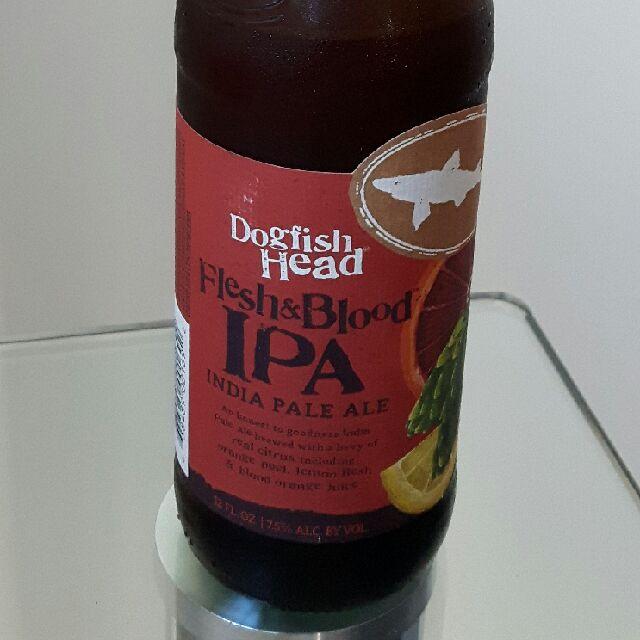 Dogfish
Head
Flesh&Blood
IPA
INDIA PALE ALE
An honest to goodness India
Pale Ale brewed with a bevy of
real citrus including
orange peel, lemon flesh
& blood orange juice
12 FL. OZ | 7.5% ALC. BY VOL.